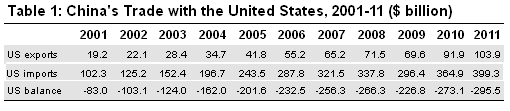 Table 1: China's Trade with the United States, 2001-11 ($ billion)
2001 2002 2003 2004 2005 2006 2007 2008 2009 2010 2011
US exports 19.2 22.1 28.4 34.7 41.8 55.2 65.2 71.5 69.6 91.9 103.9
US imports 102.3 125.2 152.4 196.7 243.5 287.8 321.5 337.8 296.4 364.9 399.3
US balance -83.0 -103.1 -124.0 -162.0 -201.6 -232.5 -256.3 -266.3 -226.8 -273.1 -295.5